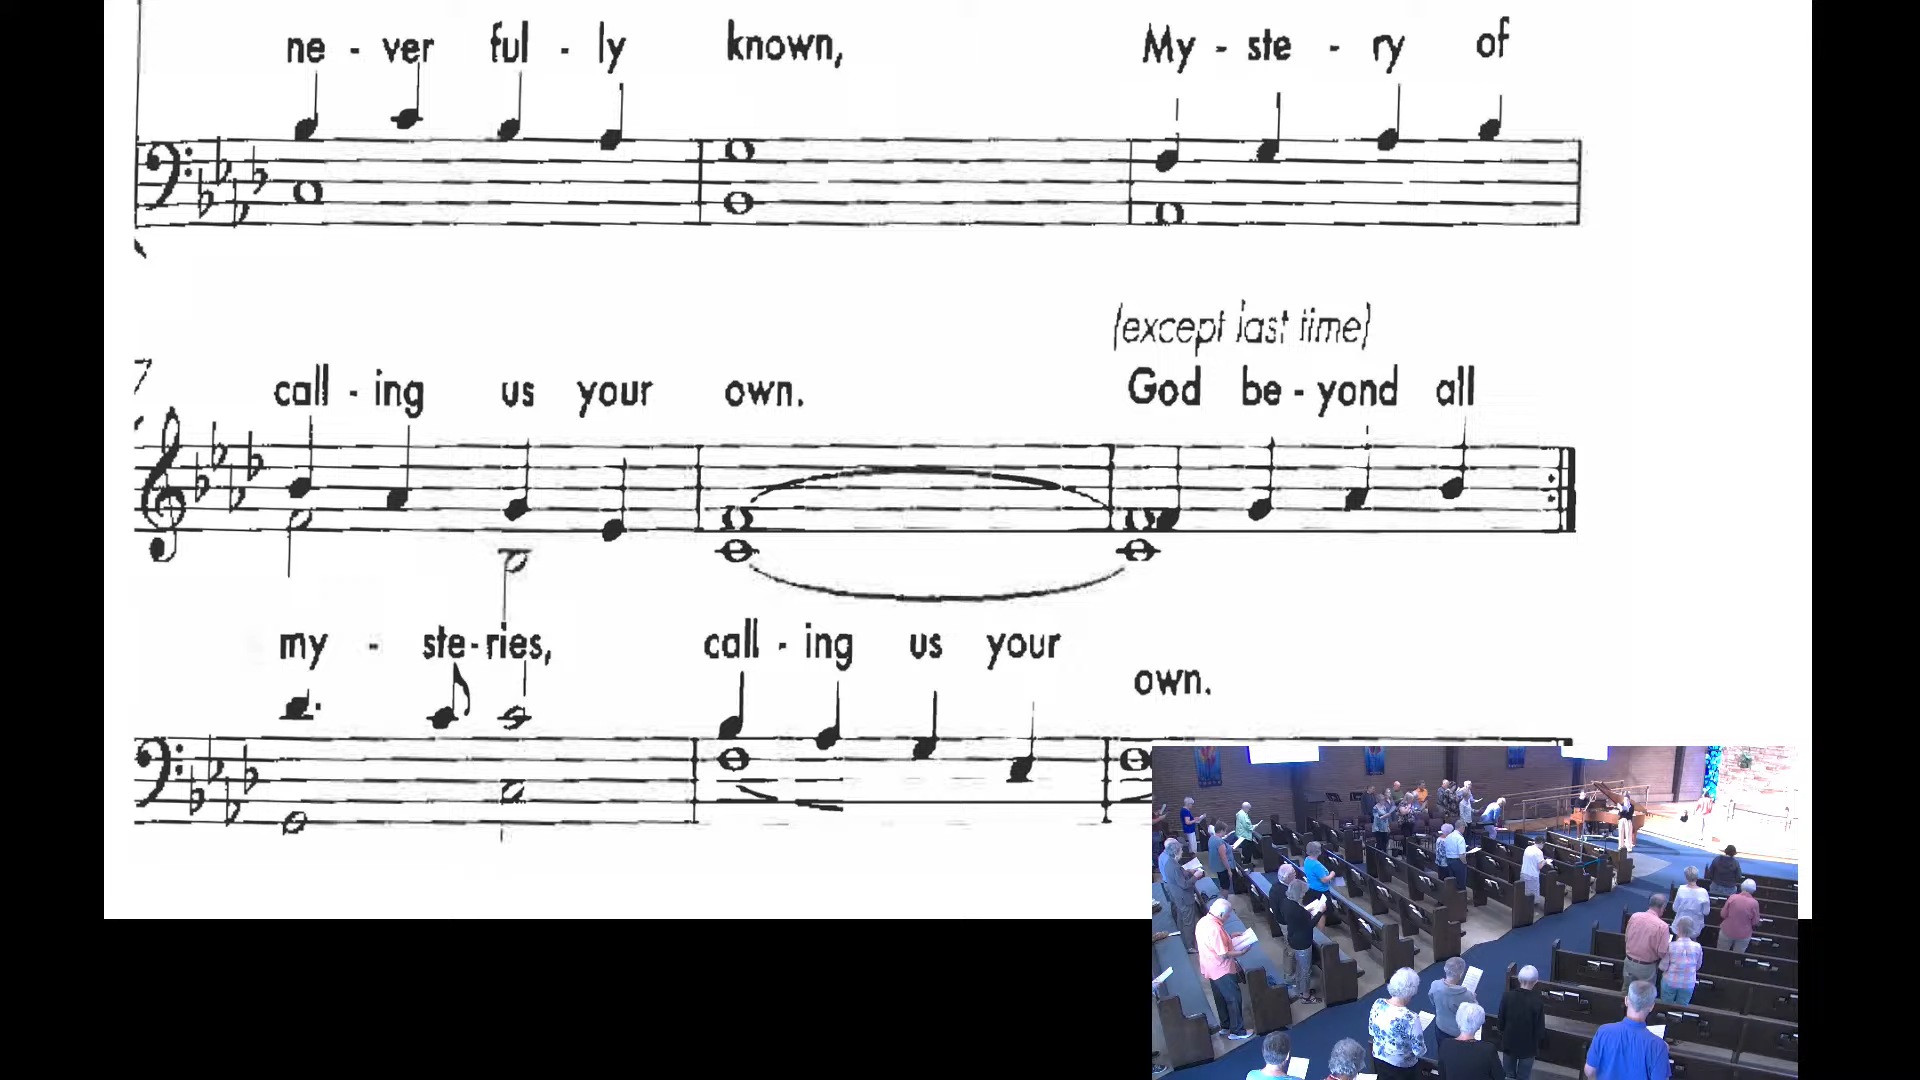 ne - ver ful - ly known, My - ste - ry of
(except last time)
7
call - ing us your own. God be - yond all
my - ste - ries, call - ing us your own.